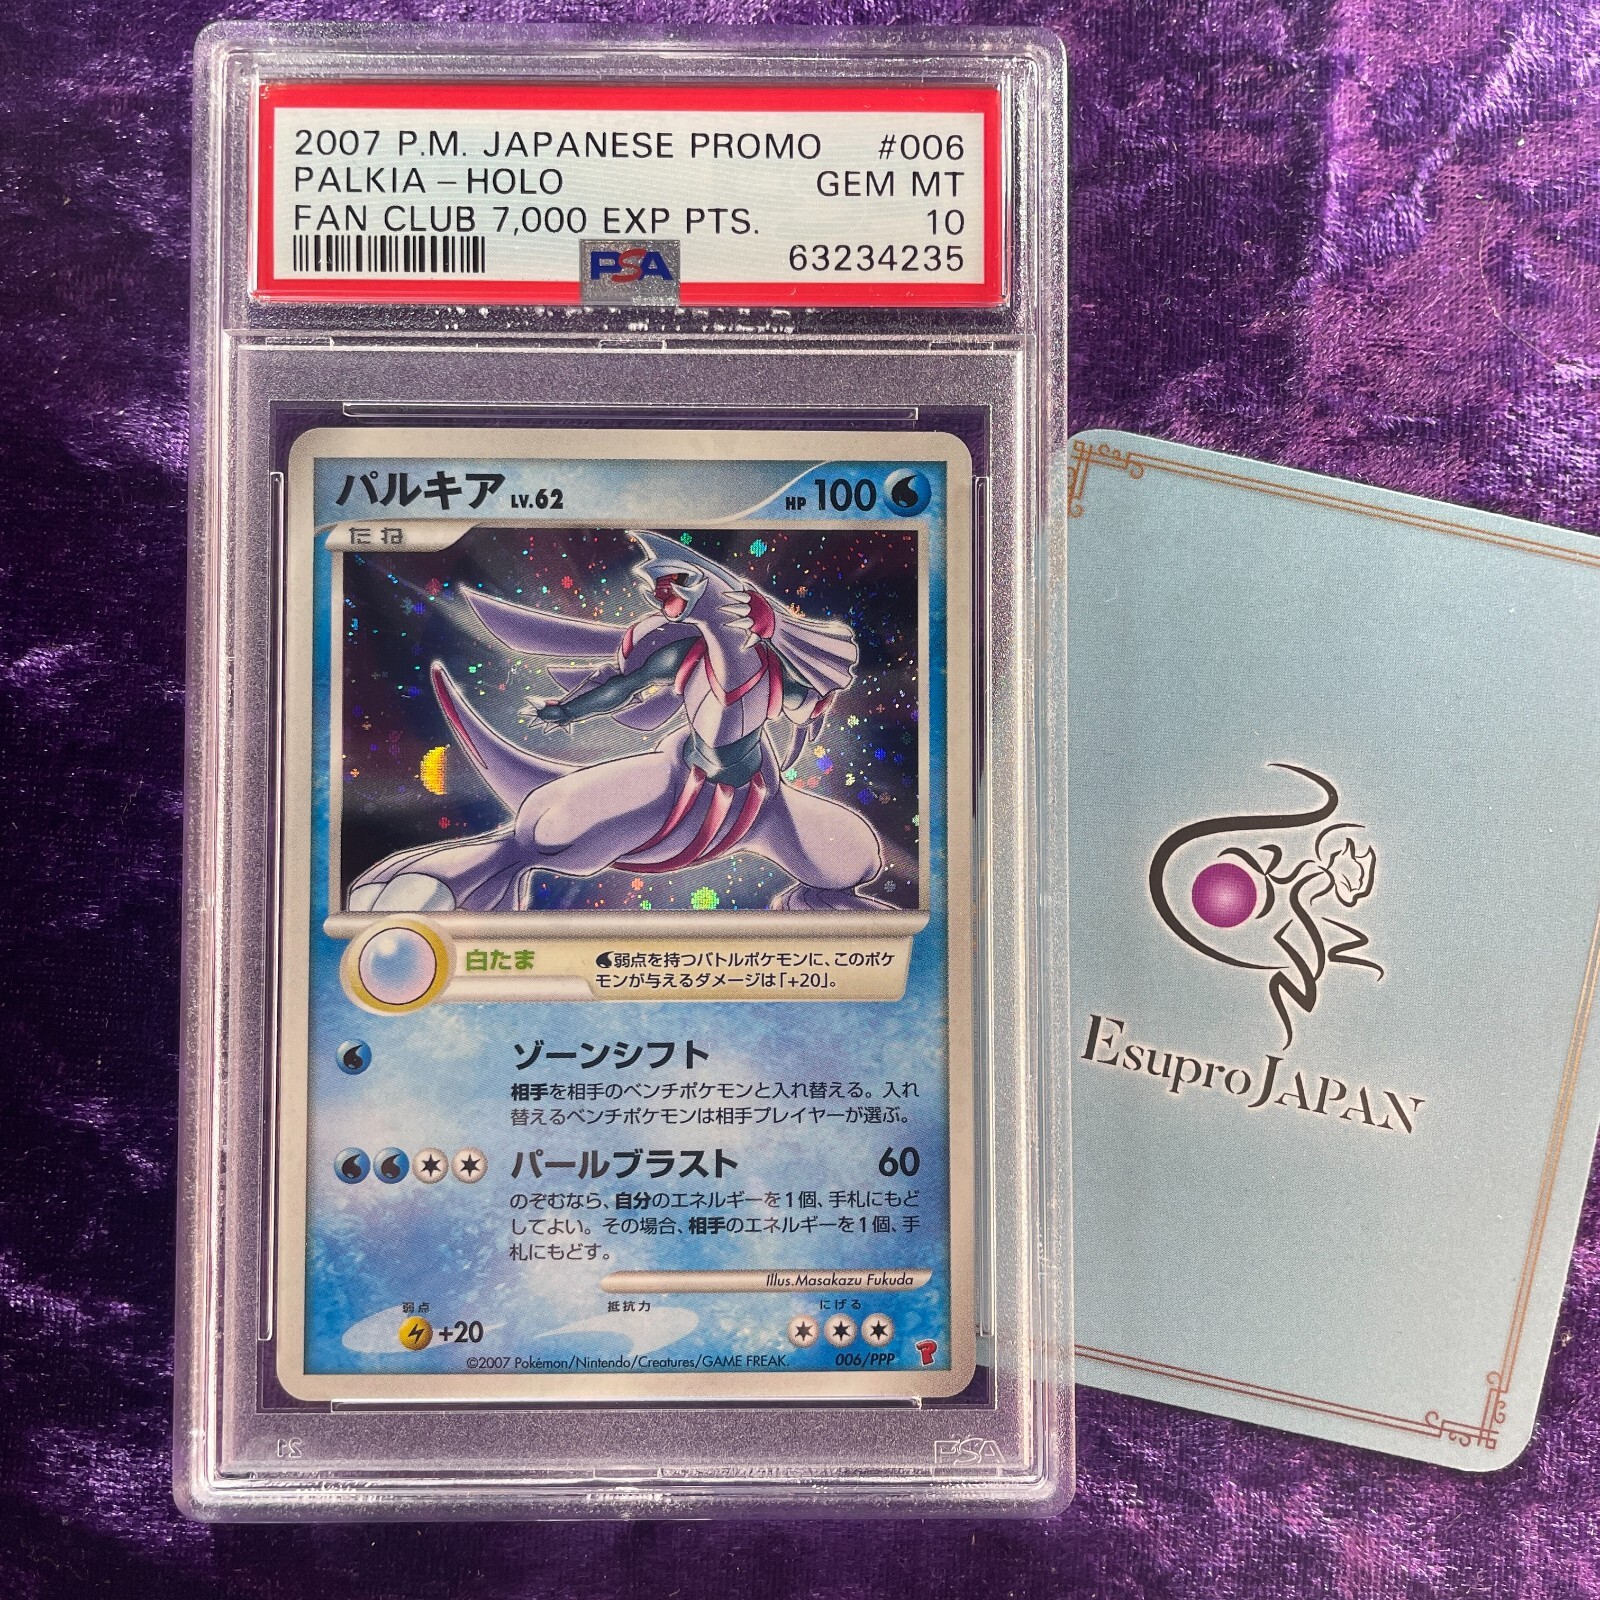 2007 P.M. JAPANESE PROMO #006
PALKIA – HOLO GEM MT
FAN CLUB 7,000 EXP PTS. 10
PSA 63234235
パルキア LV.62 HP 100
たね
白たま
弱点を持つバトルポケモンに、このポケ
モンが与えるダメージは「+20」。
ゾーンシフト
相手を相手のベンチポケモンと入れ替える。入れ
替えるベンチポケモンは相手プレイヤーが選ぶ。
パールブラスト 60
のぞむなら、自分のエネルギーを1個、手札にもど
してよい。その場合、相手のエネルギーを1個、手
札にもどす。
Illus.Masakazu Fukuda
弱点 抵抗力 にげる
+20
©2007 Pokémon/Nintendo/Creatures/GAME FREAK. 006/PPP P
PSA
EsuproJAPAN